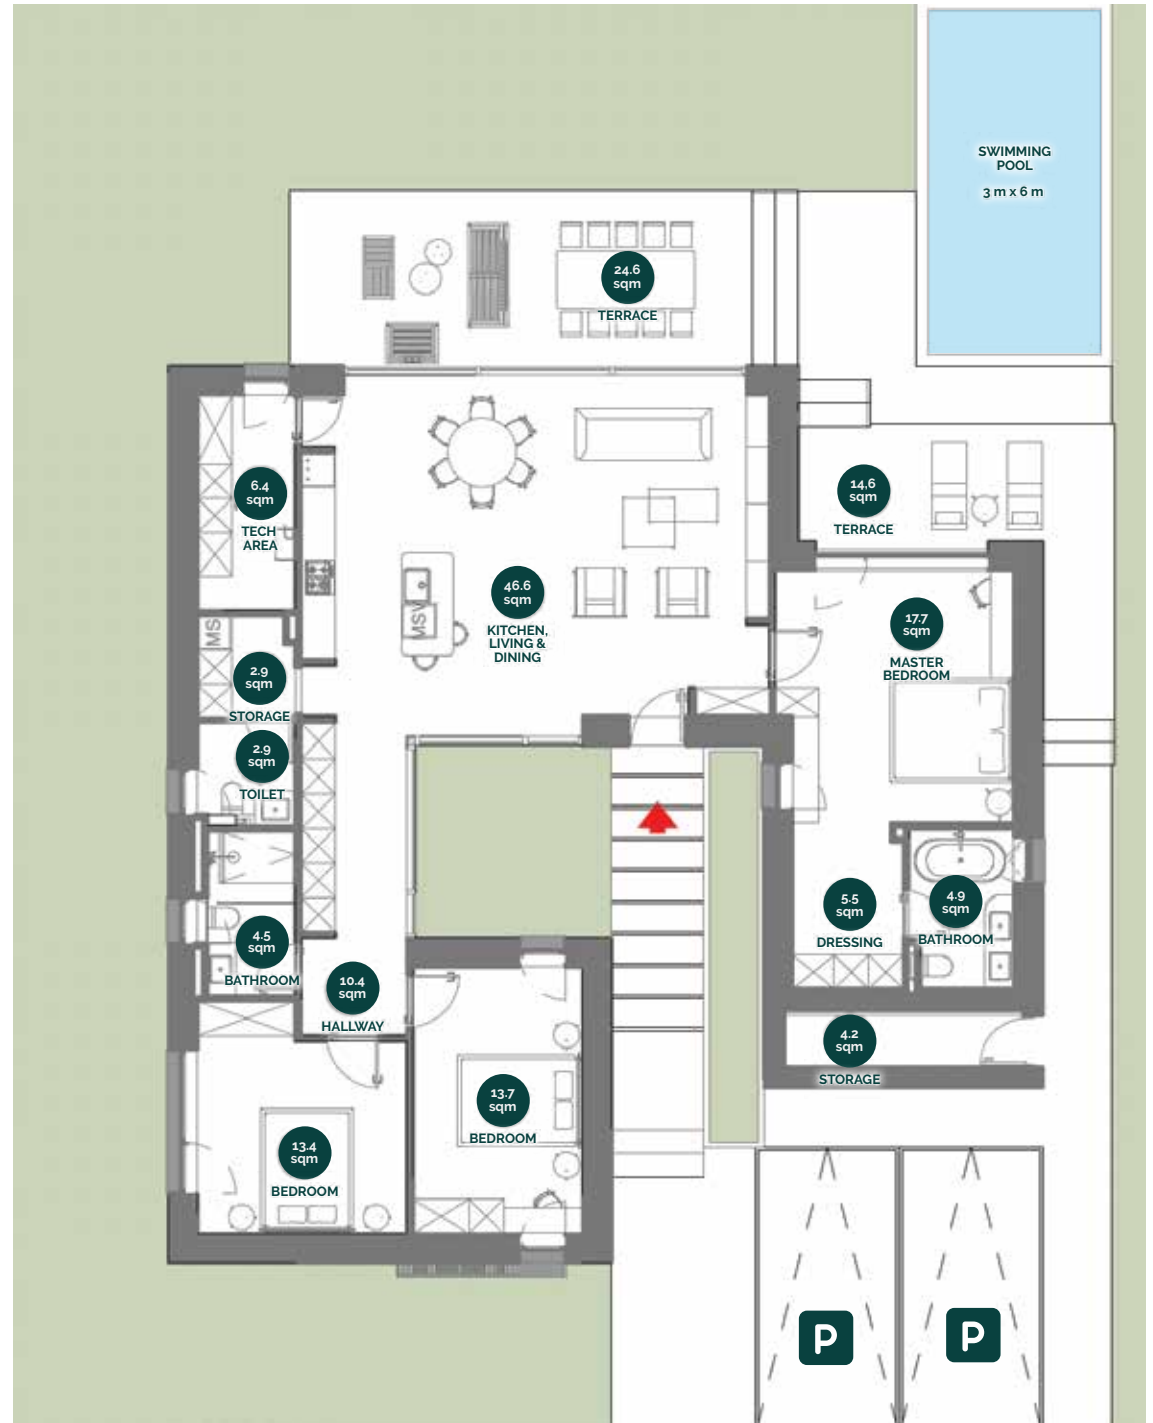 SWIMMING
POOL
3 m x 6 m
24.6
sqm
TERRACE
14,6
sqm
TERRACE
6.4
sqm
TECH
AREA
46.6
sqm
KITCHEN,
LIVING &
DINING
MSV
17.7
sqm
MASTER
BEDROOM
MS
2.9
sqm
STORAGE
2.9
sqm
TOILET
4.5
sqm
BATHROOM
5.5
sqm
DRESSING
4.9
sqm
BATHROOM
10.4
sqm
HALLWAY
4.2
sqm
STORAGE
13.7
sqm
BEDROOM
13.4
sqm
BEDROOM
P
P